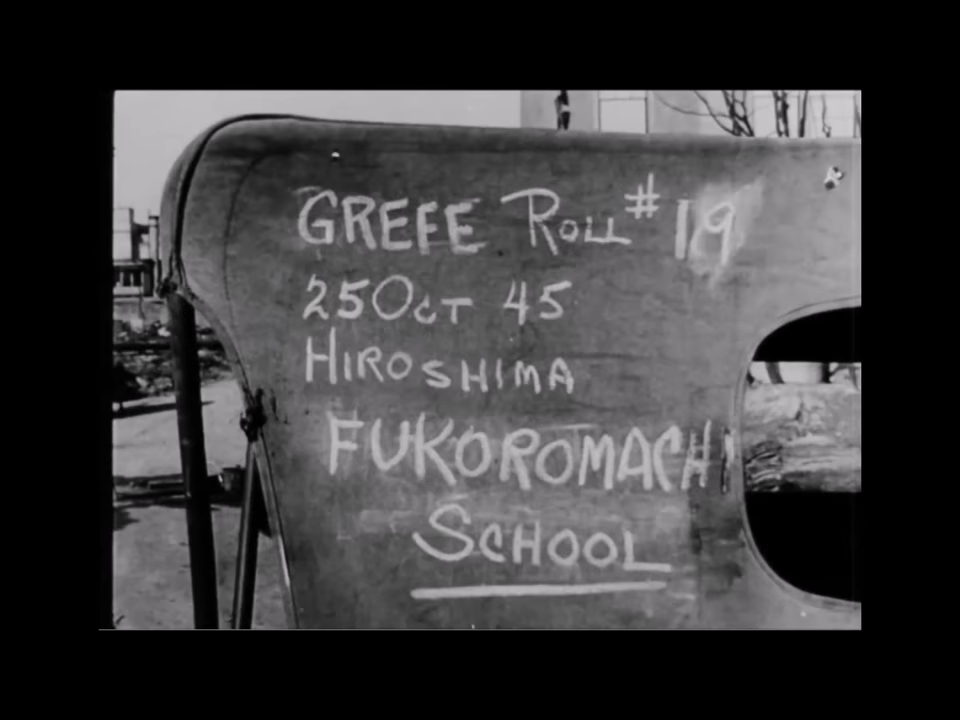 GREFE ROLL #19
25 OCT 45
HIROSHIMA
FUKOROMACHI
SCHOOL